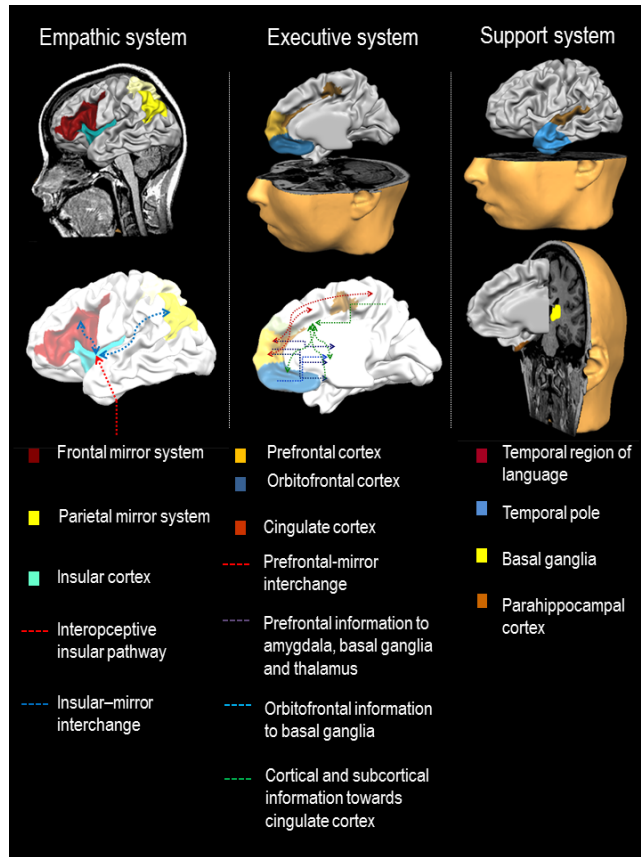 Empathic system
Executive system
Support system
Frontal mirror system
Parietal mirror system
Insular cortex
Interopceptive
insular pathway
Insular–mirror
interchange
Prefrontal cortex
Orbitofrontal cortex
Cingulate cortex
Prefrontal-mirror
interchange
Prefrontal information to
amygdala, basal ganglia
and thalamus
Orbitofrontal information
to basal ganglia
Cortical and subcortical
information towards
cingulate cortex
Temporal region of
language
Temporal pole
Basal ganglia
Parahippocampal
cortex